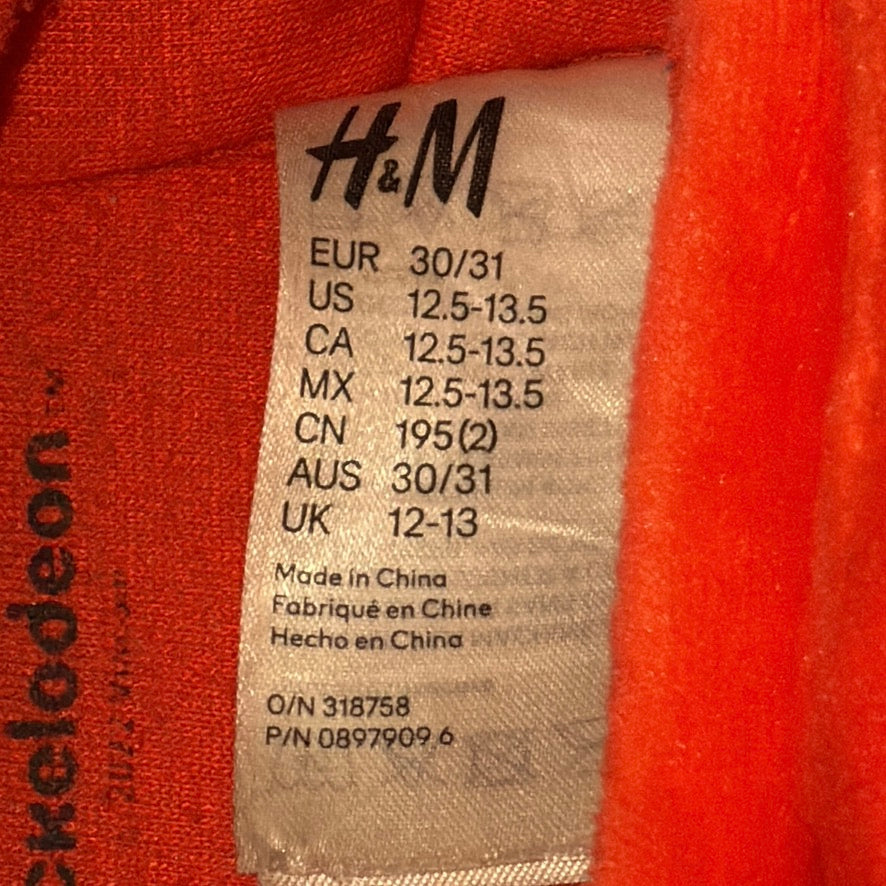 H&M
EUR 30/31
US 12.5-13.5
CA 12.5-13.5
MX 12.5-13.5
CN 195(2)
AUS 30/31
UK 12-13
Made in China
Fabriqué en Chine
Hecho en China
O/N 318758
P/N 0897909 6
ckelodeon™